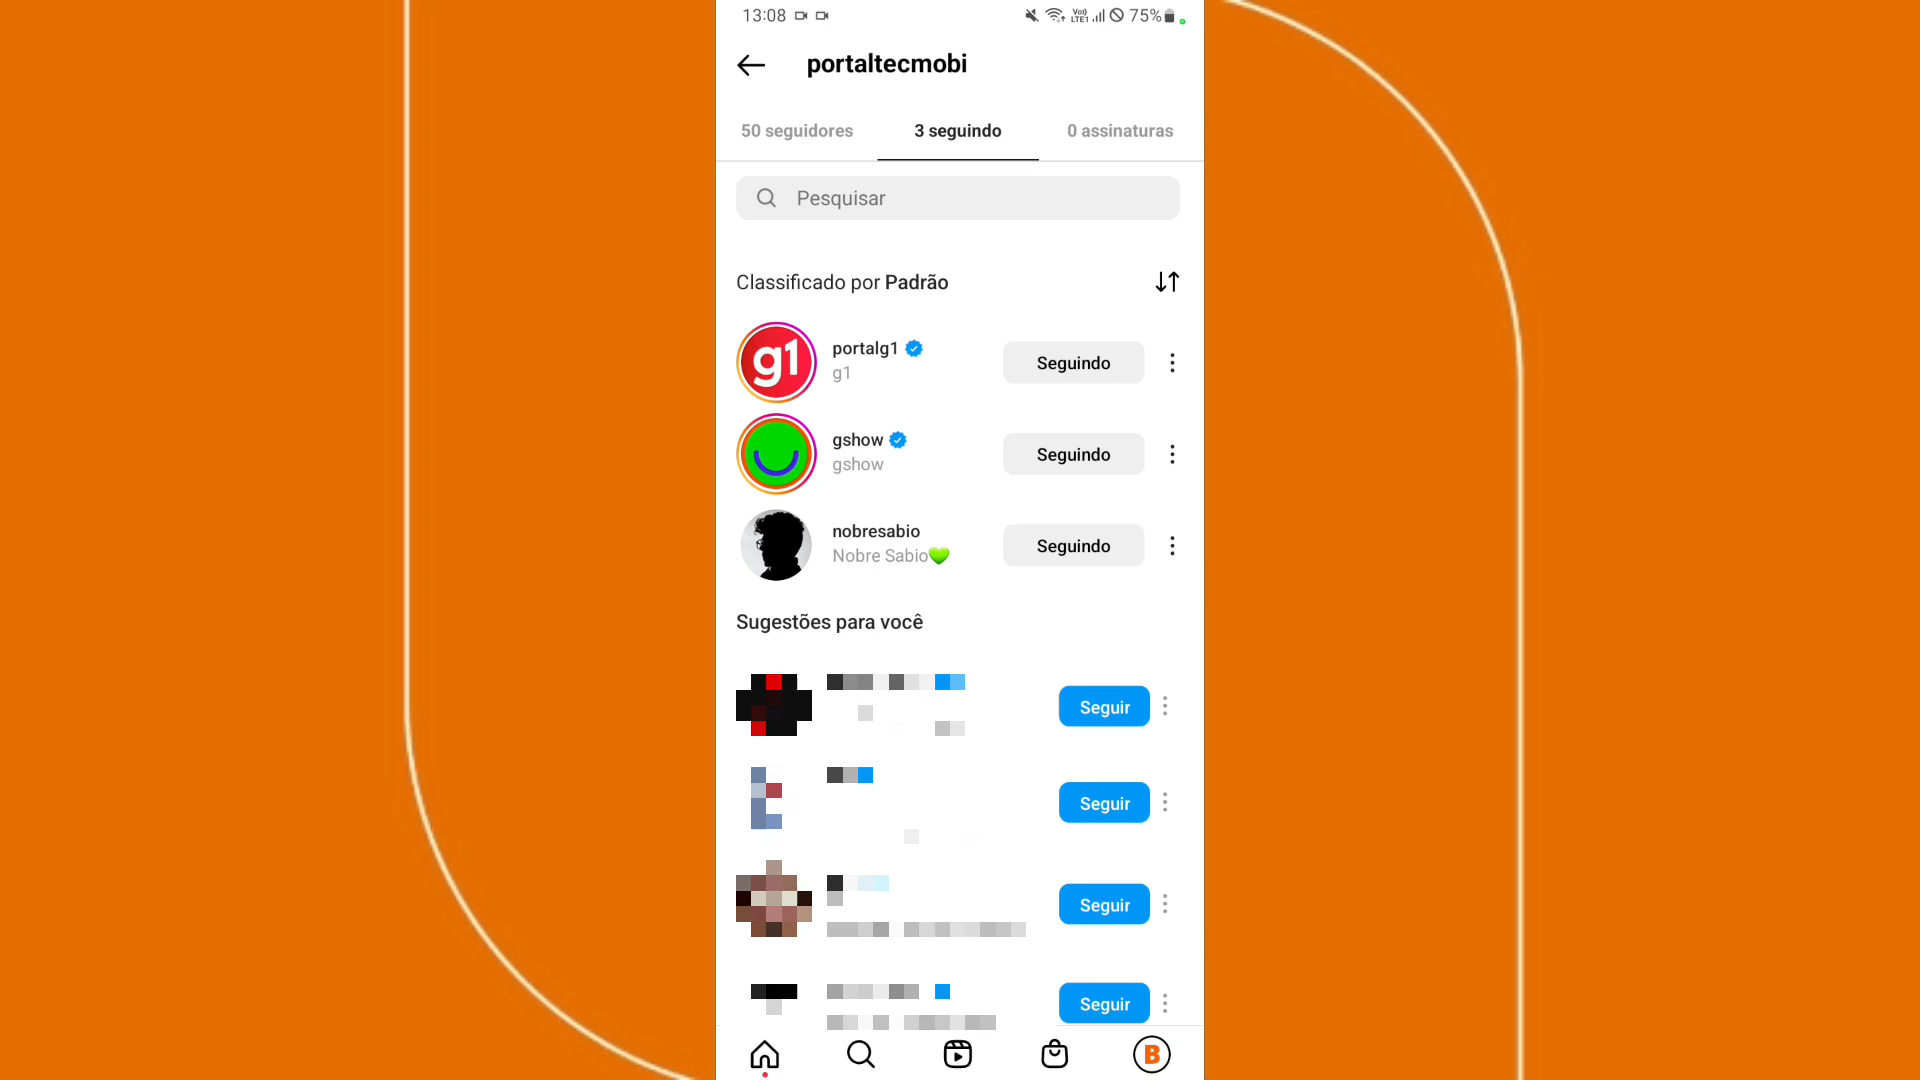 13:08
75%
portaltecmobi
50 seguidores
3 seguindo
0 assinaturas
Pesquisar
Classificado por Padrão
g1
portalg1
g1
Seguindo
gshow
gshow
Seguindo
nobresabio
Nobre Sabio💚
Seguindo
Sugestões para você
Seguir
Seguir
Seguir
Seguir
B